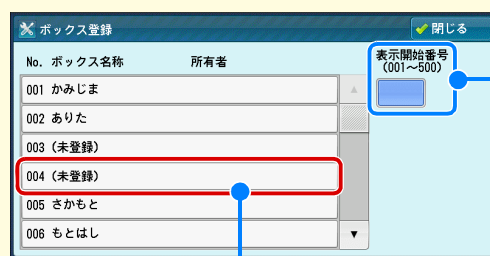 ボックス登録
閉じる
No. ボックス名称 所有者
表示開始番号
(001～500)
001 かみじま
002 ありた
003 (未登録)
004 (未登録)
005 さかもと
006 もとはし